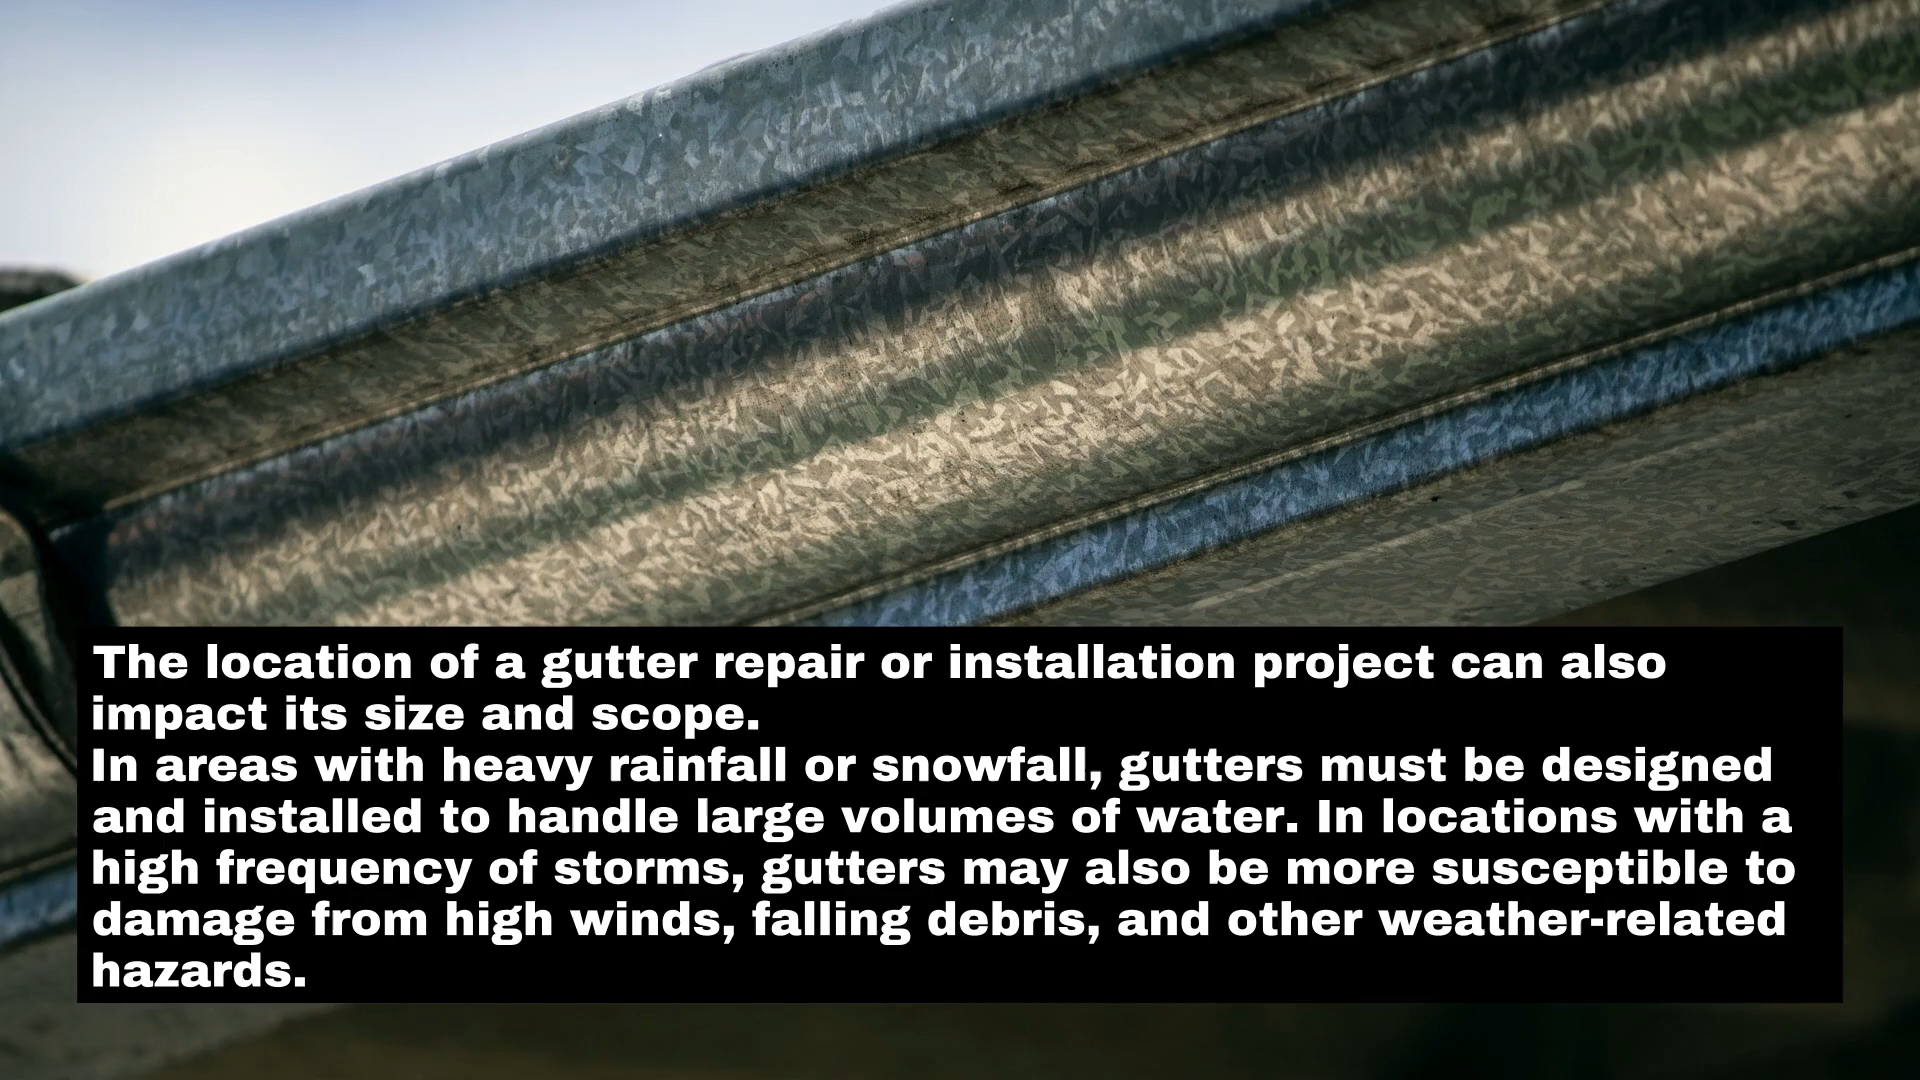 The location of a gutter repair or installation project can also
impact its size and scope.
In areas with heavy rainfall or snowfall, gutters must be designed
and installed to handle large volumes of water. In locations with a
high frequency of storms, gutters may also be more susceptible to
damage from high winds, falling debris, and other weather-related
hazards.